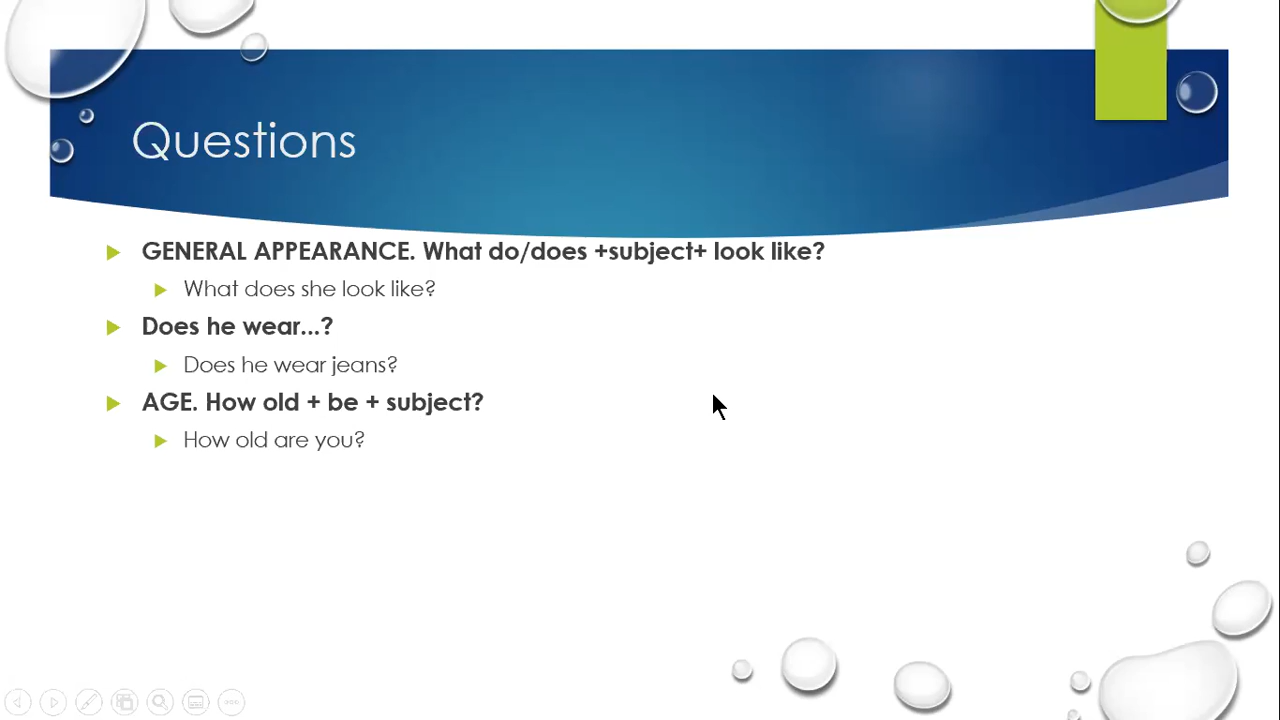 Questions
GENERAL APPEARANCE. What do/does +subject+ look like?
What does she look like?
Does he wear...?
Does he wear jeans?
AGE. How old + be + subject?
How old are you?